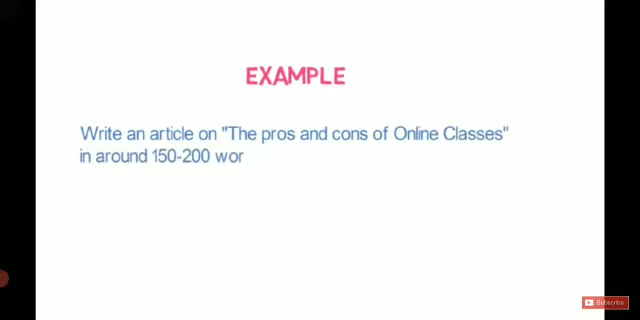 EXAMPLE
Write an article on "The pros and cons of Online Classes"
in around 150-200 wor
Subscribe